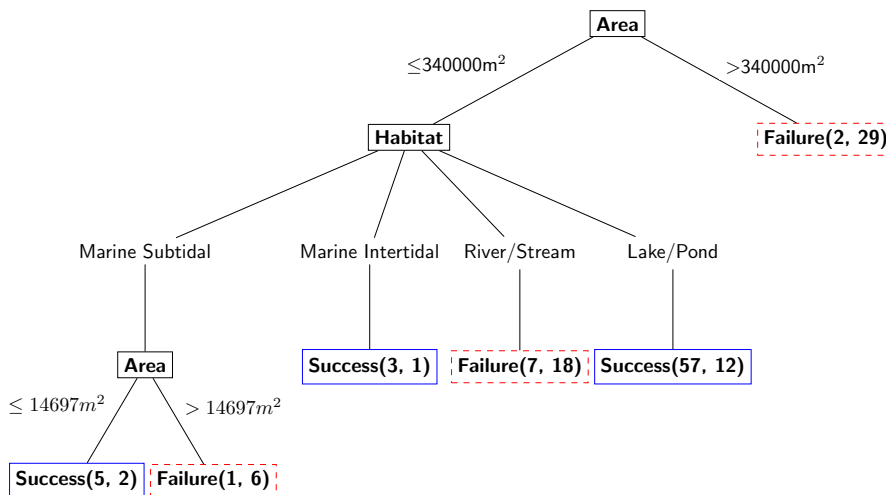 Area
≤340000m²
>340000m²
Habitat
Failure(2, 29)
Marine Subtidal
Marine Intertidal
River/Stream
Lake/Pond
Area
Success(3, 1)
Failure(7, 18)
Success(57, 12)
≤ 14697m²
> 14697m²
Success(5, 2)
Failure(1, 6)